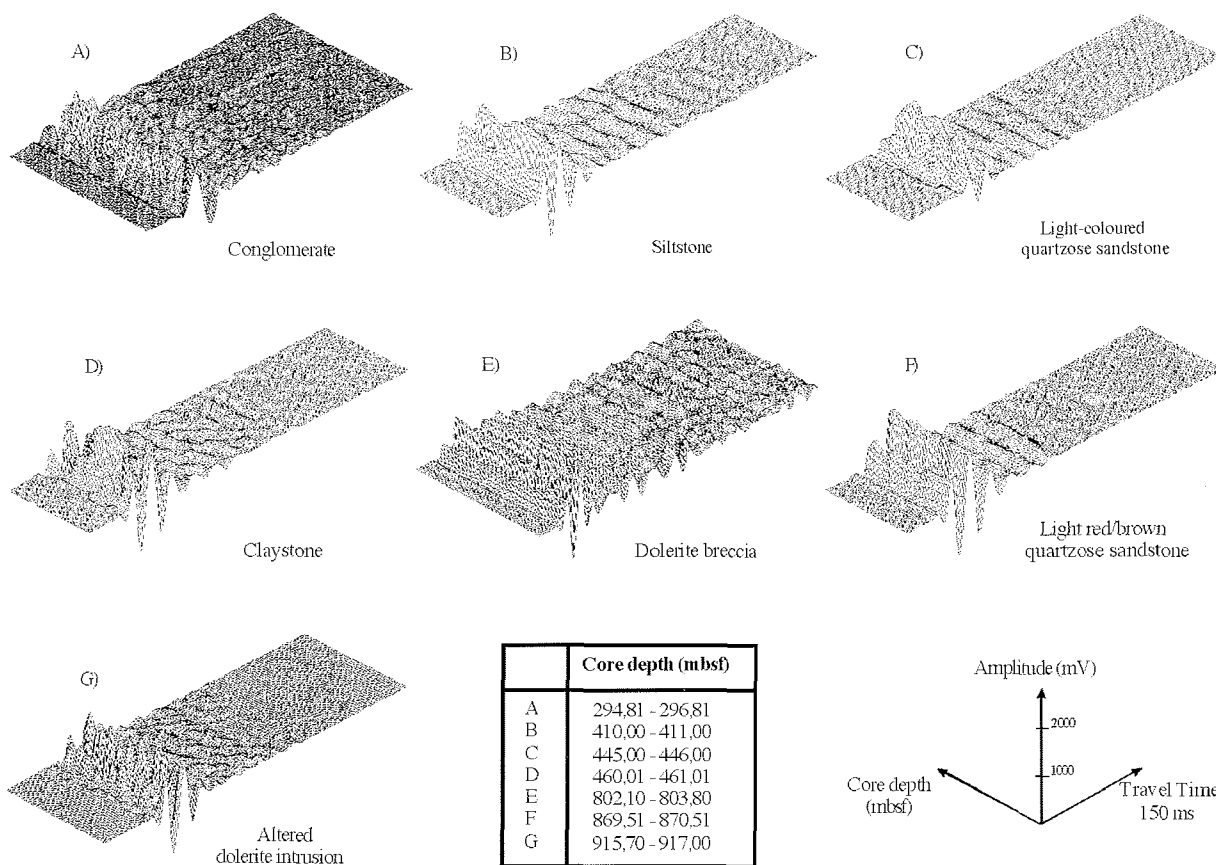 A)
B)
C)
Conglomerate
Siltstone
Light-coloured
quartzose sandstone
D)
E)
F)
Claystone
Dolerite breccia
Light red/brown
quartzose sandstone
G)
Altered
dolerite intrusion
Core depth (mbsf)
A 294,81 - 296,81
B 410,00 - 411,00
C 445,00 - 446,00
D 460,01 - 461,01
E 802,10 - 803,80
F 869,51 - 870,51
G 915,70 - 917,00
Amplitude (mV)
2000
1000
Core depth
(mbsf)
Travel Time
150 ms